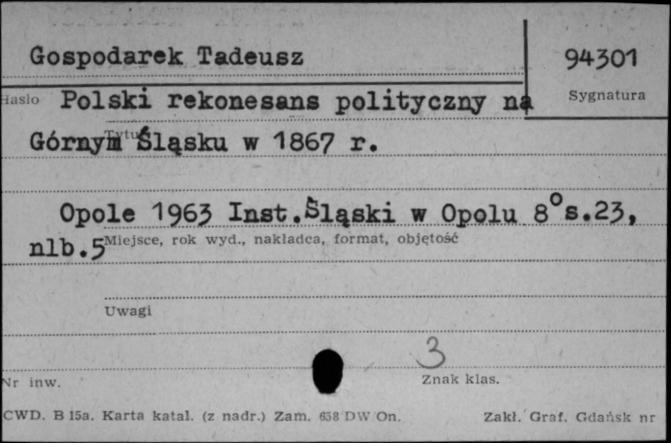 Gospodarek Tadeusz
94301
Hasło
Sygnatura
Polski rekonesans polityczny na
Tytuł
Górnym Śląsku w 1867 r.
Opole 1963 Inst.Śląski w Opolu 8° s.23,
nlb.5
Miejsce, rok wyd., nakładca, format, objętość
Uwagi
3
Nr inw.
Znak klas.
CWD. B 15a. Karta katal. (z nadr.) Zam. 658 DW On.
Zakł. Graf. Gdańsk nr